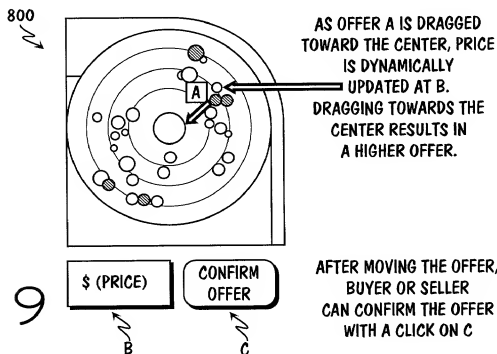 800
AS OFFER A IS DRAGGED
TOWARD THE CENTER, PRICE
IS DYNAMICALLY
UPDATED AT B.
DRAGGING TOWARDS THE
CENTER RESULTS IN
A HIGHER OFFER.
A
$ (PRICE)
CONFIRM
OFFER
AFTER MOVING THE OFFER,
BUYER OR SELLER
CAN CONFIRM THE OFFER
WITH A CLICK ON C
9
B
C